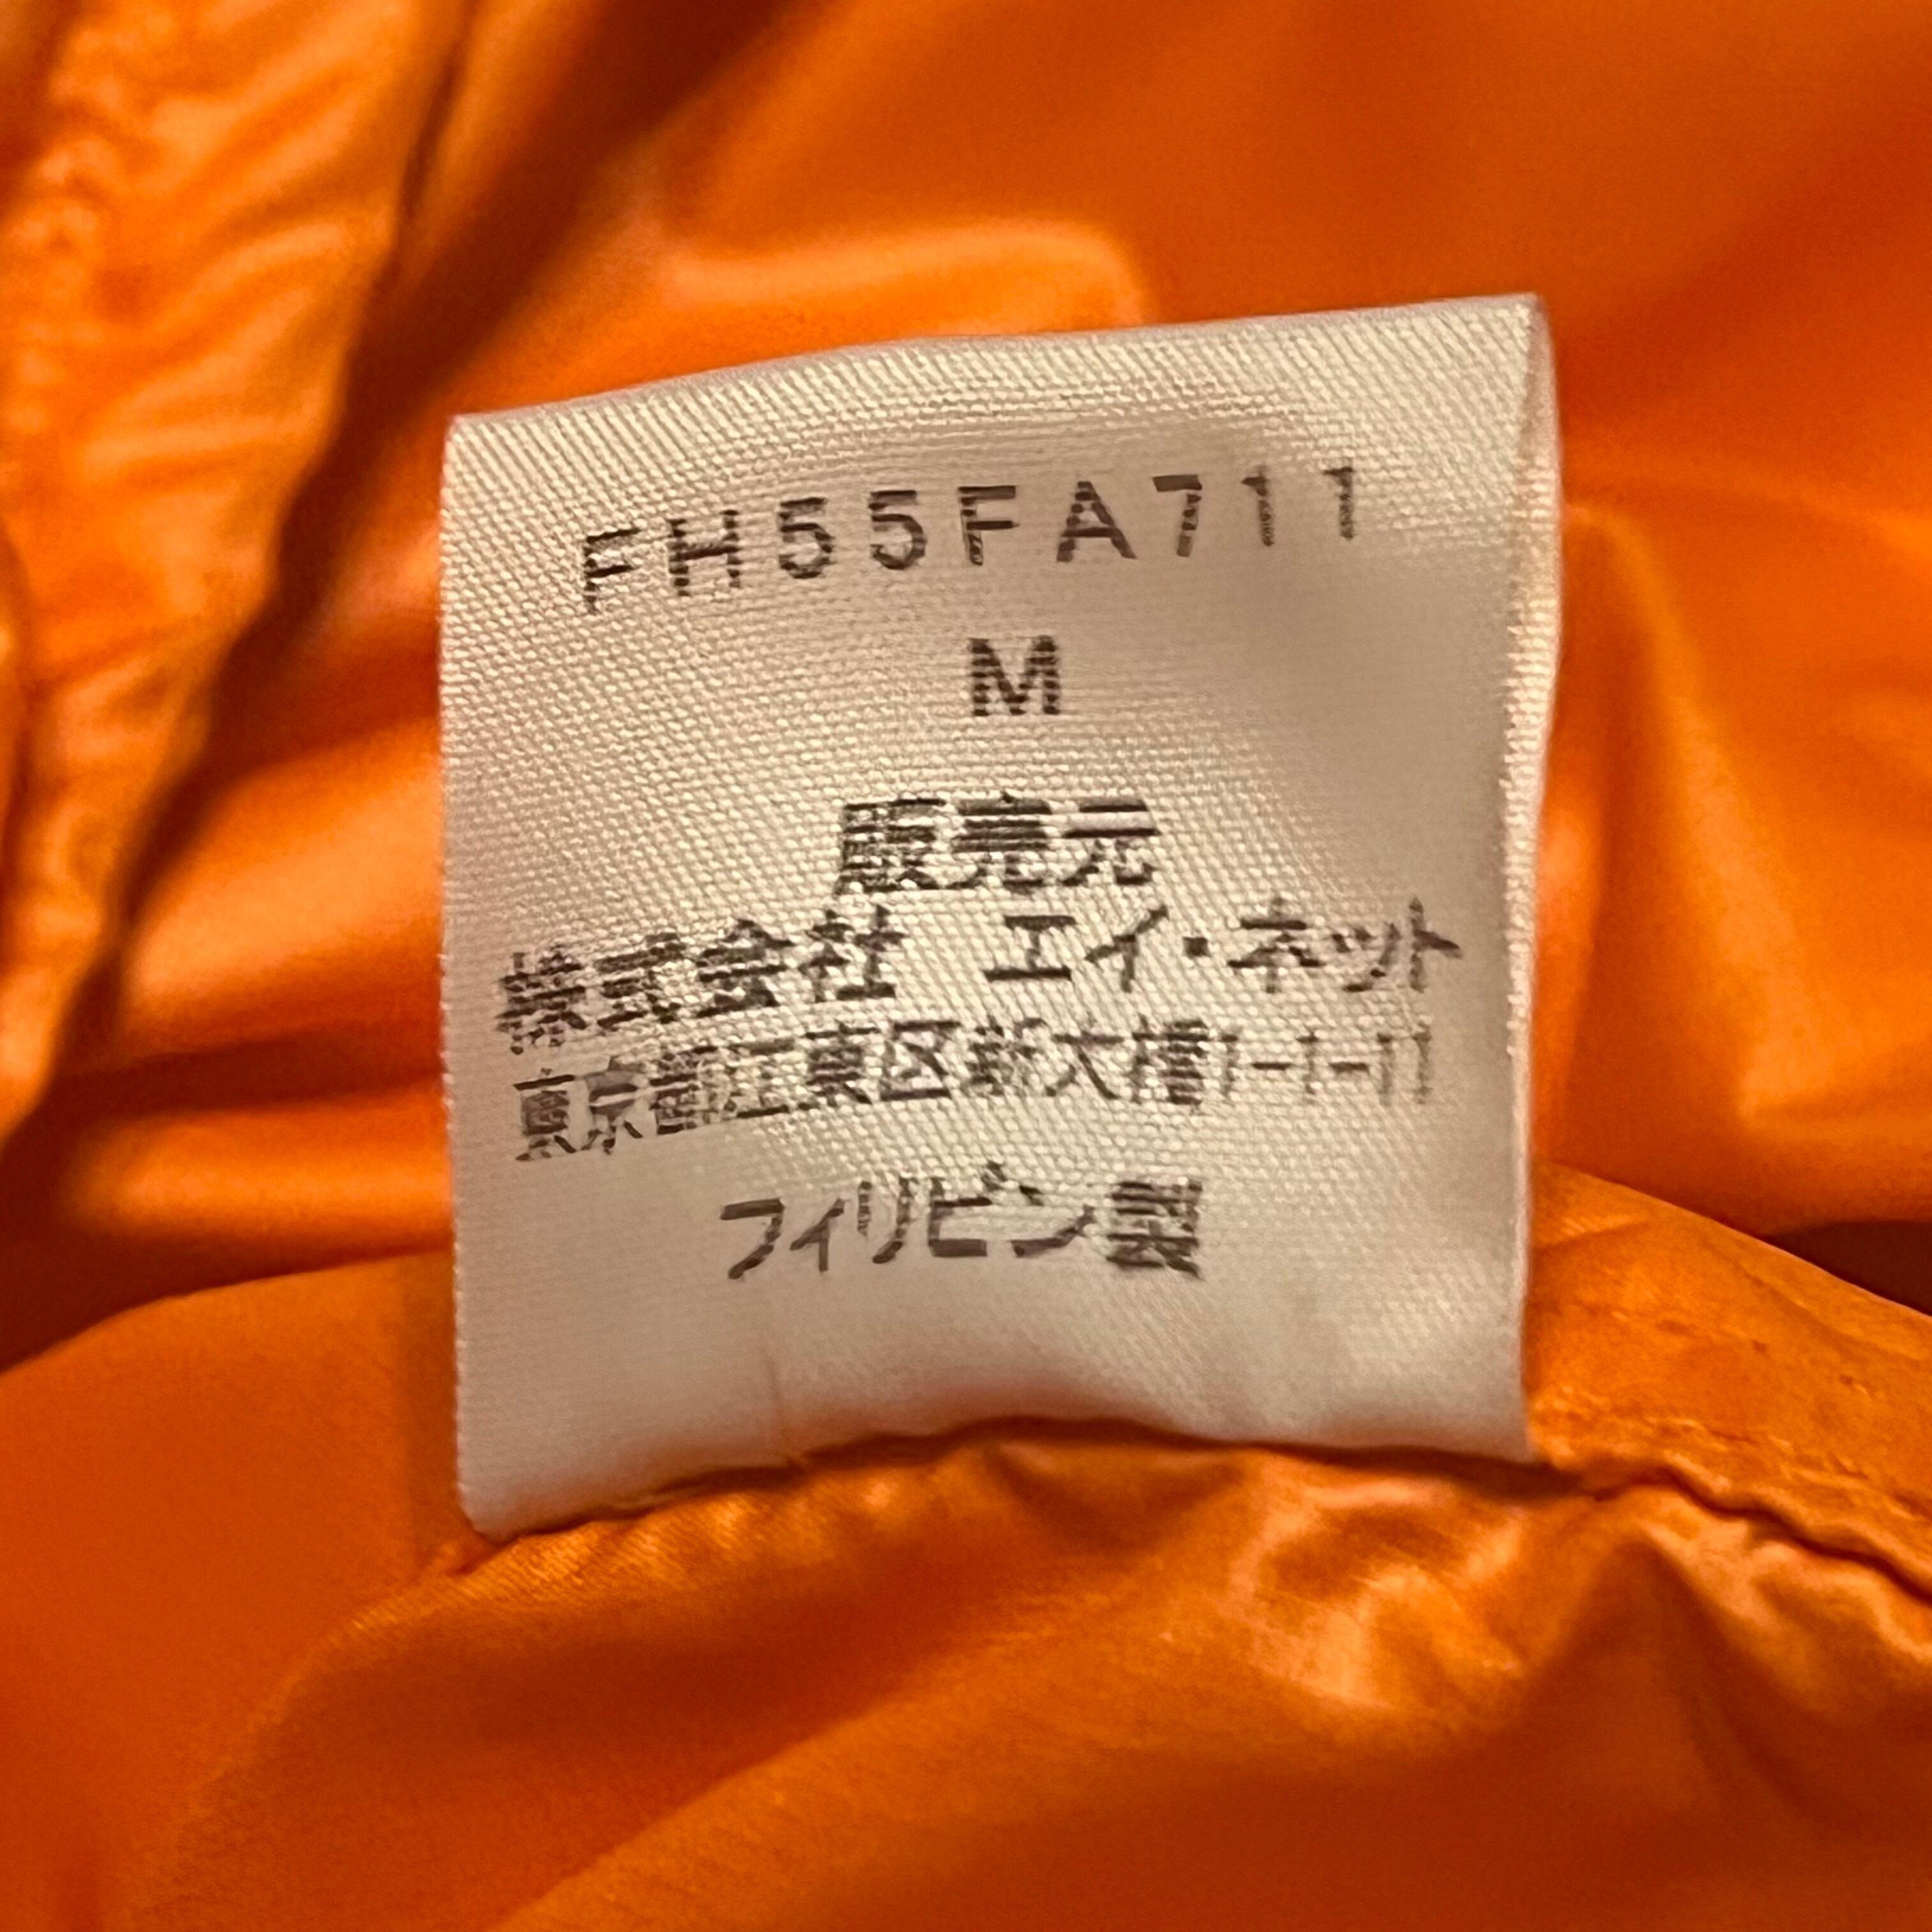 FH55FA711
M
販売元
株式会社 エイ・ネット
東京都江東区新大橋1-1-11
フィリピン製